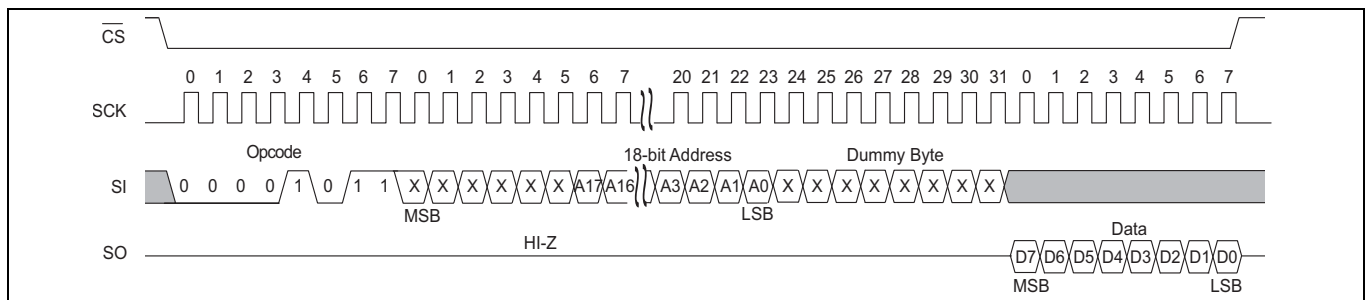 CS
0 1 2 3 4 5 6 7 0 1 2 3 4 5 6 7 20 21 22 23 24 25 26 27 28 29 30 31 0 1 2 3 4 5 6 7
SCK
Opcode 18-bit Address Dummy Byte
SI 0 0 0 0 1 0 1 1 X X X X X X A17 A16 A3 A2 A1 A0 X X X X X X X X
MSB LSB
HI-Z Data
SO D7 D6 D5 D4 D3 D2 D1 D0
MSB LSB